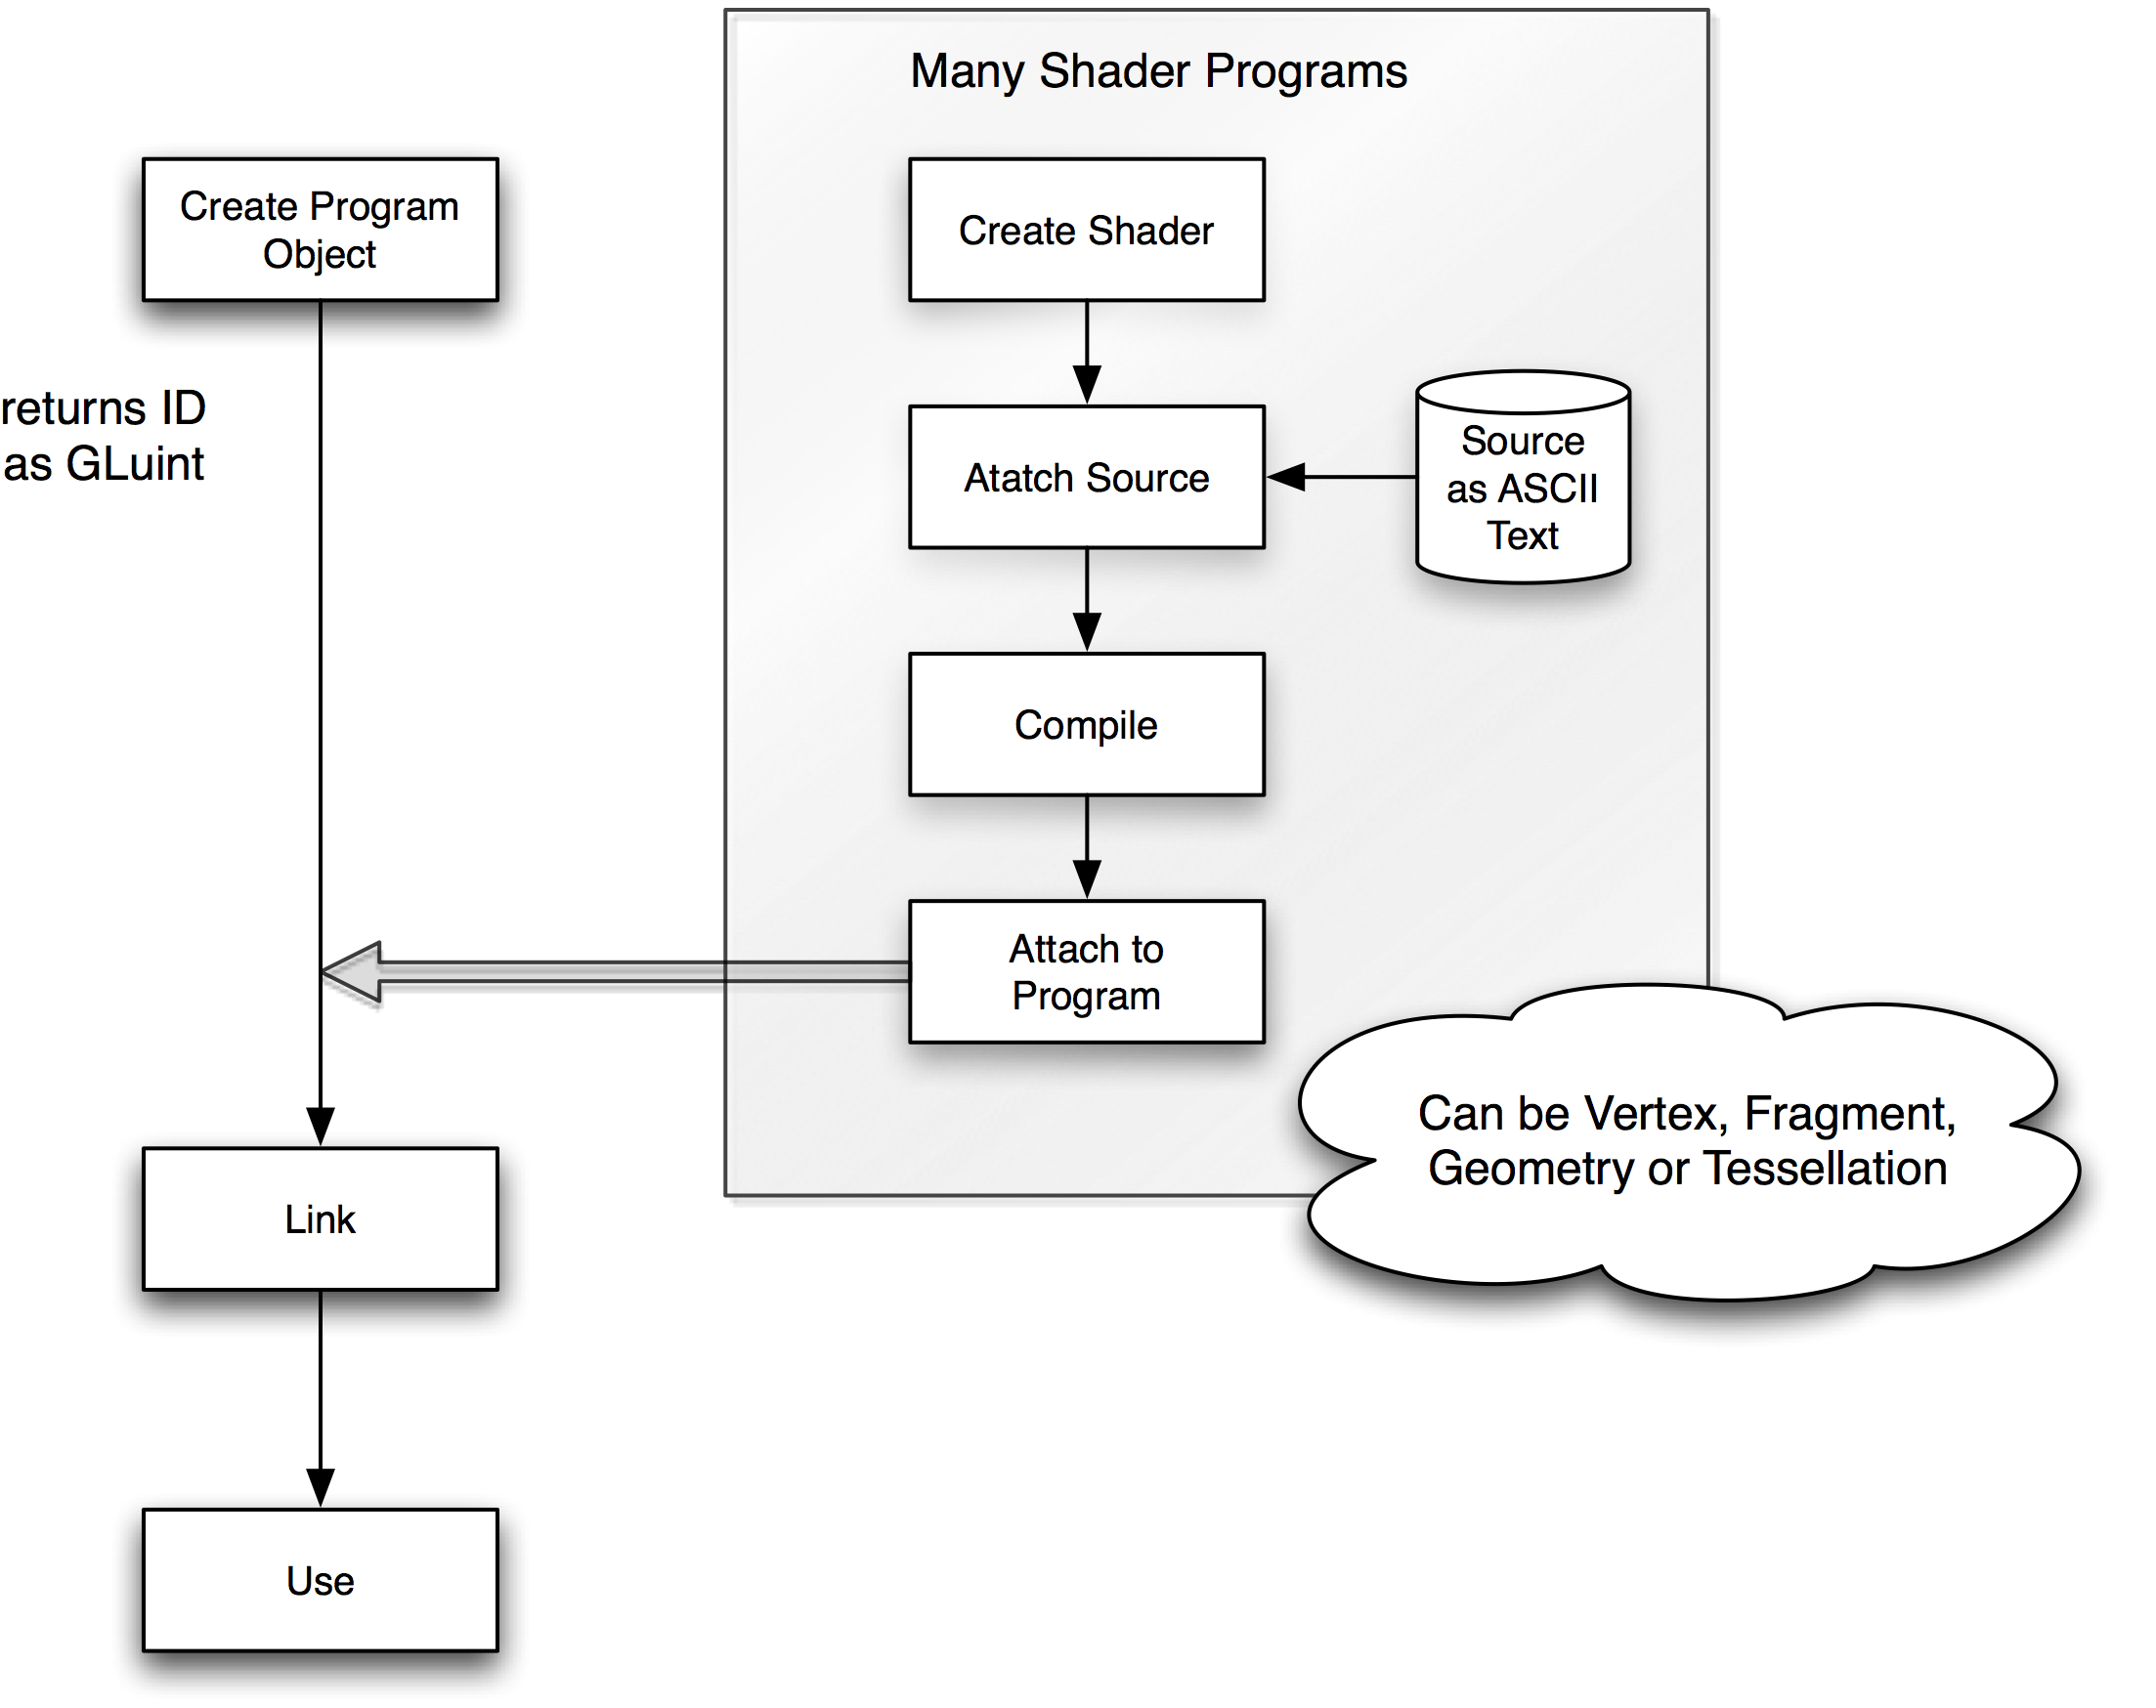 Many Shader Programs
Create Program
Object
Create Shader
returns ID
as GLuint
Atatch Source
Source
as ASCII
Text
Compile
Attach to
Program
Can be Vertex, Fragment,
Geometry or Tessellation
Link
Use